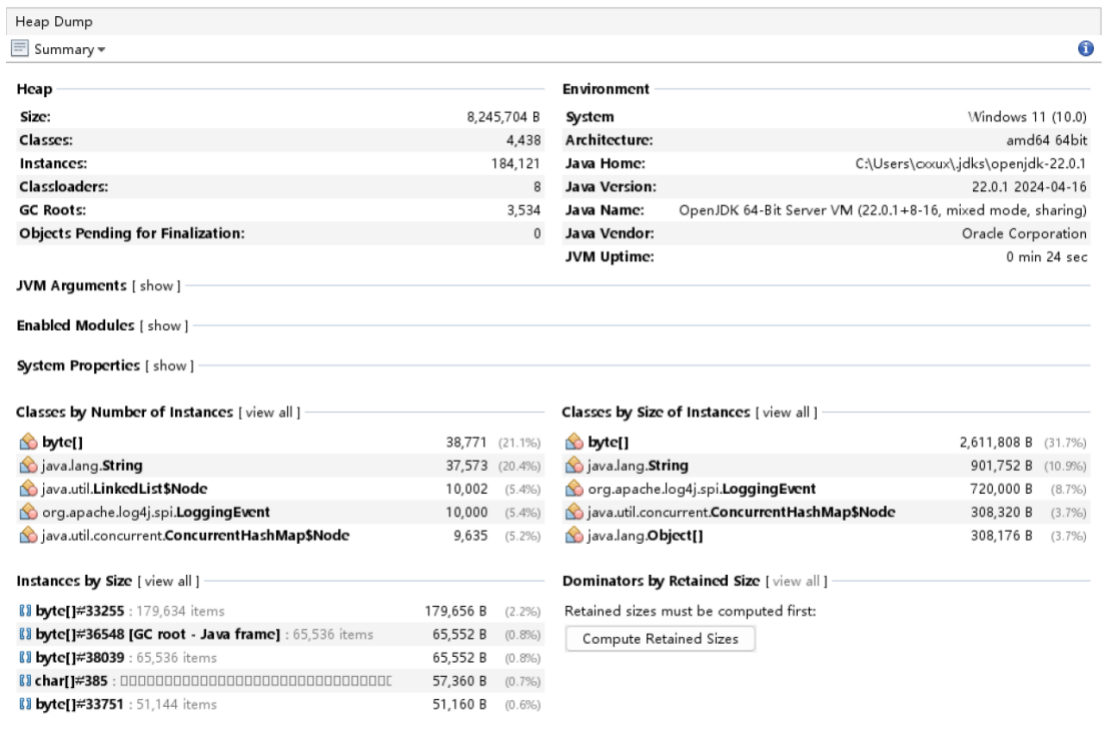 Heap Dump
Summary
Heap
Size: 8,245,704 B
Classes: 4,438
Instances: 184,121
Classloaders: 8
GC Roots: 3,534
Objects Pending for Finalization: 0
Environment
System Windows 11 (10.0)
Architecture: amd64 64bit
Java Home: C:\Users\cxxux\.jdks\openjdk-22.0.1
Java Version: 22.0.1 2024-04-16
Java Name: OpenJDK 64-Bit Server VM (22.0.1+8-16, mixed mode, sharing)
Java Vendor: Oracle Corporation
JVM Uptime: 0 min 24 sec
JVM Arguments [ show ]
Enabled Modules [ show ]
System Properties [ show ]
Classes by Number of Instances [ view all ]
byte[] 38,771 (21.1%)
java.lang.String 37,573 (20.4%)
java.util.LinkedList$Node 10,002 (5.4%)
org.apache.log4j.spi.LoggingEvent 10,000 (5.4%)
java.util.concurrent.ConcurrentHashMap$Node 9,635 (5.2%)
Classes by Size of Instances [ view all ]
byte[] 2,611,808 B (31.7%)
java.lang.String 901,752 B (10.9%)
org.apache.log4j.spi.LoggingEvent 720,000 B (8.7%)
java.util.concurrent.ConcurrentHashMap$Node 308,320 B (3.7%)
java.lang.Object[] 308,176 B (3.7%)
Instances by Size [ view all ]
byte[]#33255 : 179,634 items 179,656 B (2.2%)
byte[]#36548 [GC root - Java frame] : 65,536 items 65,552 B (0.8%)
byte[]#38039 : 65,536 items 65,552 B (0.8%)
char[]#385 : 57,360 B (0.7%)
byte[]#33751 : 51,144 items 51,160 B (0.6%)
Dominators by Retained Size [ view all ]
Retained sizes must be computed first:
Compute Retained Sizes